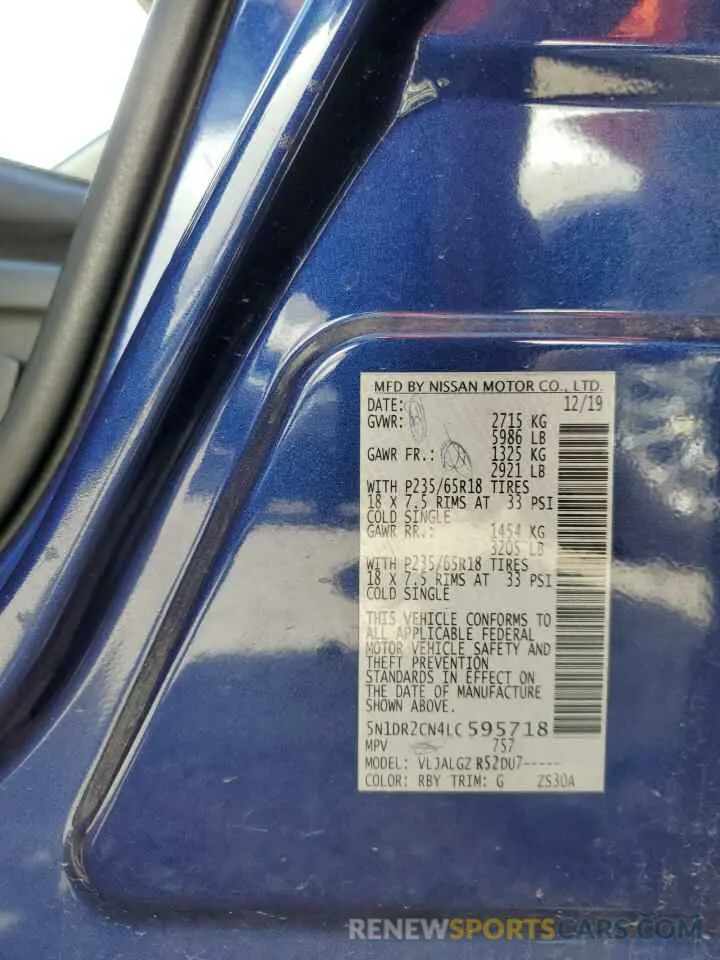 MFD BY NISSAN MOTOR CO., LTD.
DATE: 12/19
GVWR: 2715 KG
5986 LB
GAWR FR.: 1325 KG
2921 LB
WITH P235/65R18 TIRES
18 X 7.5 RIMS AT 33 PSI
COLD SINGLE
GAWR RR.: 1454 KG
3205 LB
WITH P235/65R18 TIRES
18 X 7.5 RIMS AT 33 PSI
COLD SINGLE
THIS VEHICLE CONFORMS TO
ALL APPLICABLE FEDERAL
MOTOR VEHICLE SAFETY AND
THEFT PREVENTION
STANDARDS IN EFFECT ON
THE DATE OF MANUFACTURE
SHOWN ABOVE.
5N1DR2CN4LC595718
MPV 757
MODEL: VLJALGZ R52DU7-----
COLOR: RBY TRIM: G ZS30A
RENEWSPORTSCARS.COM